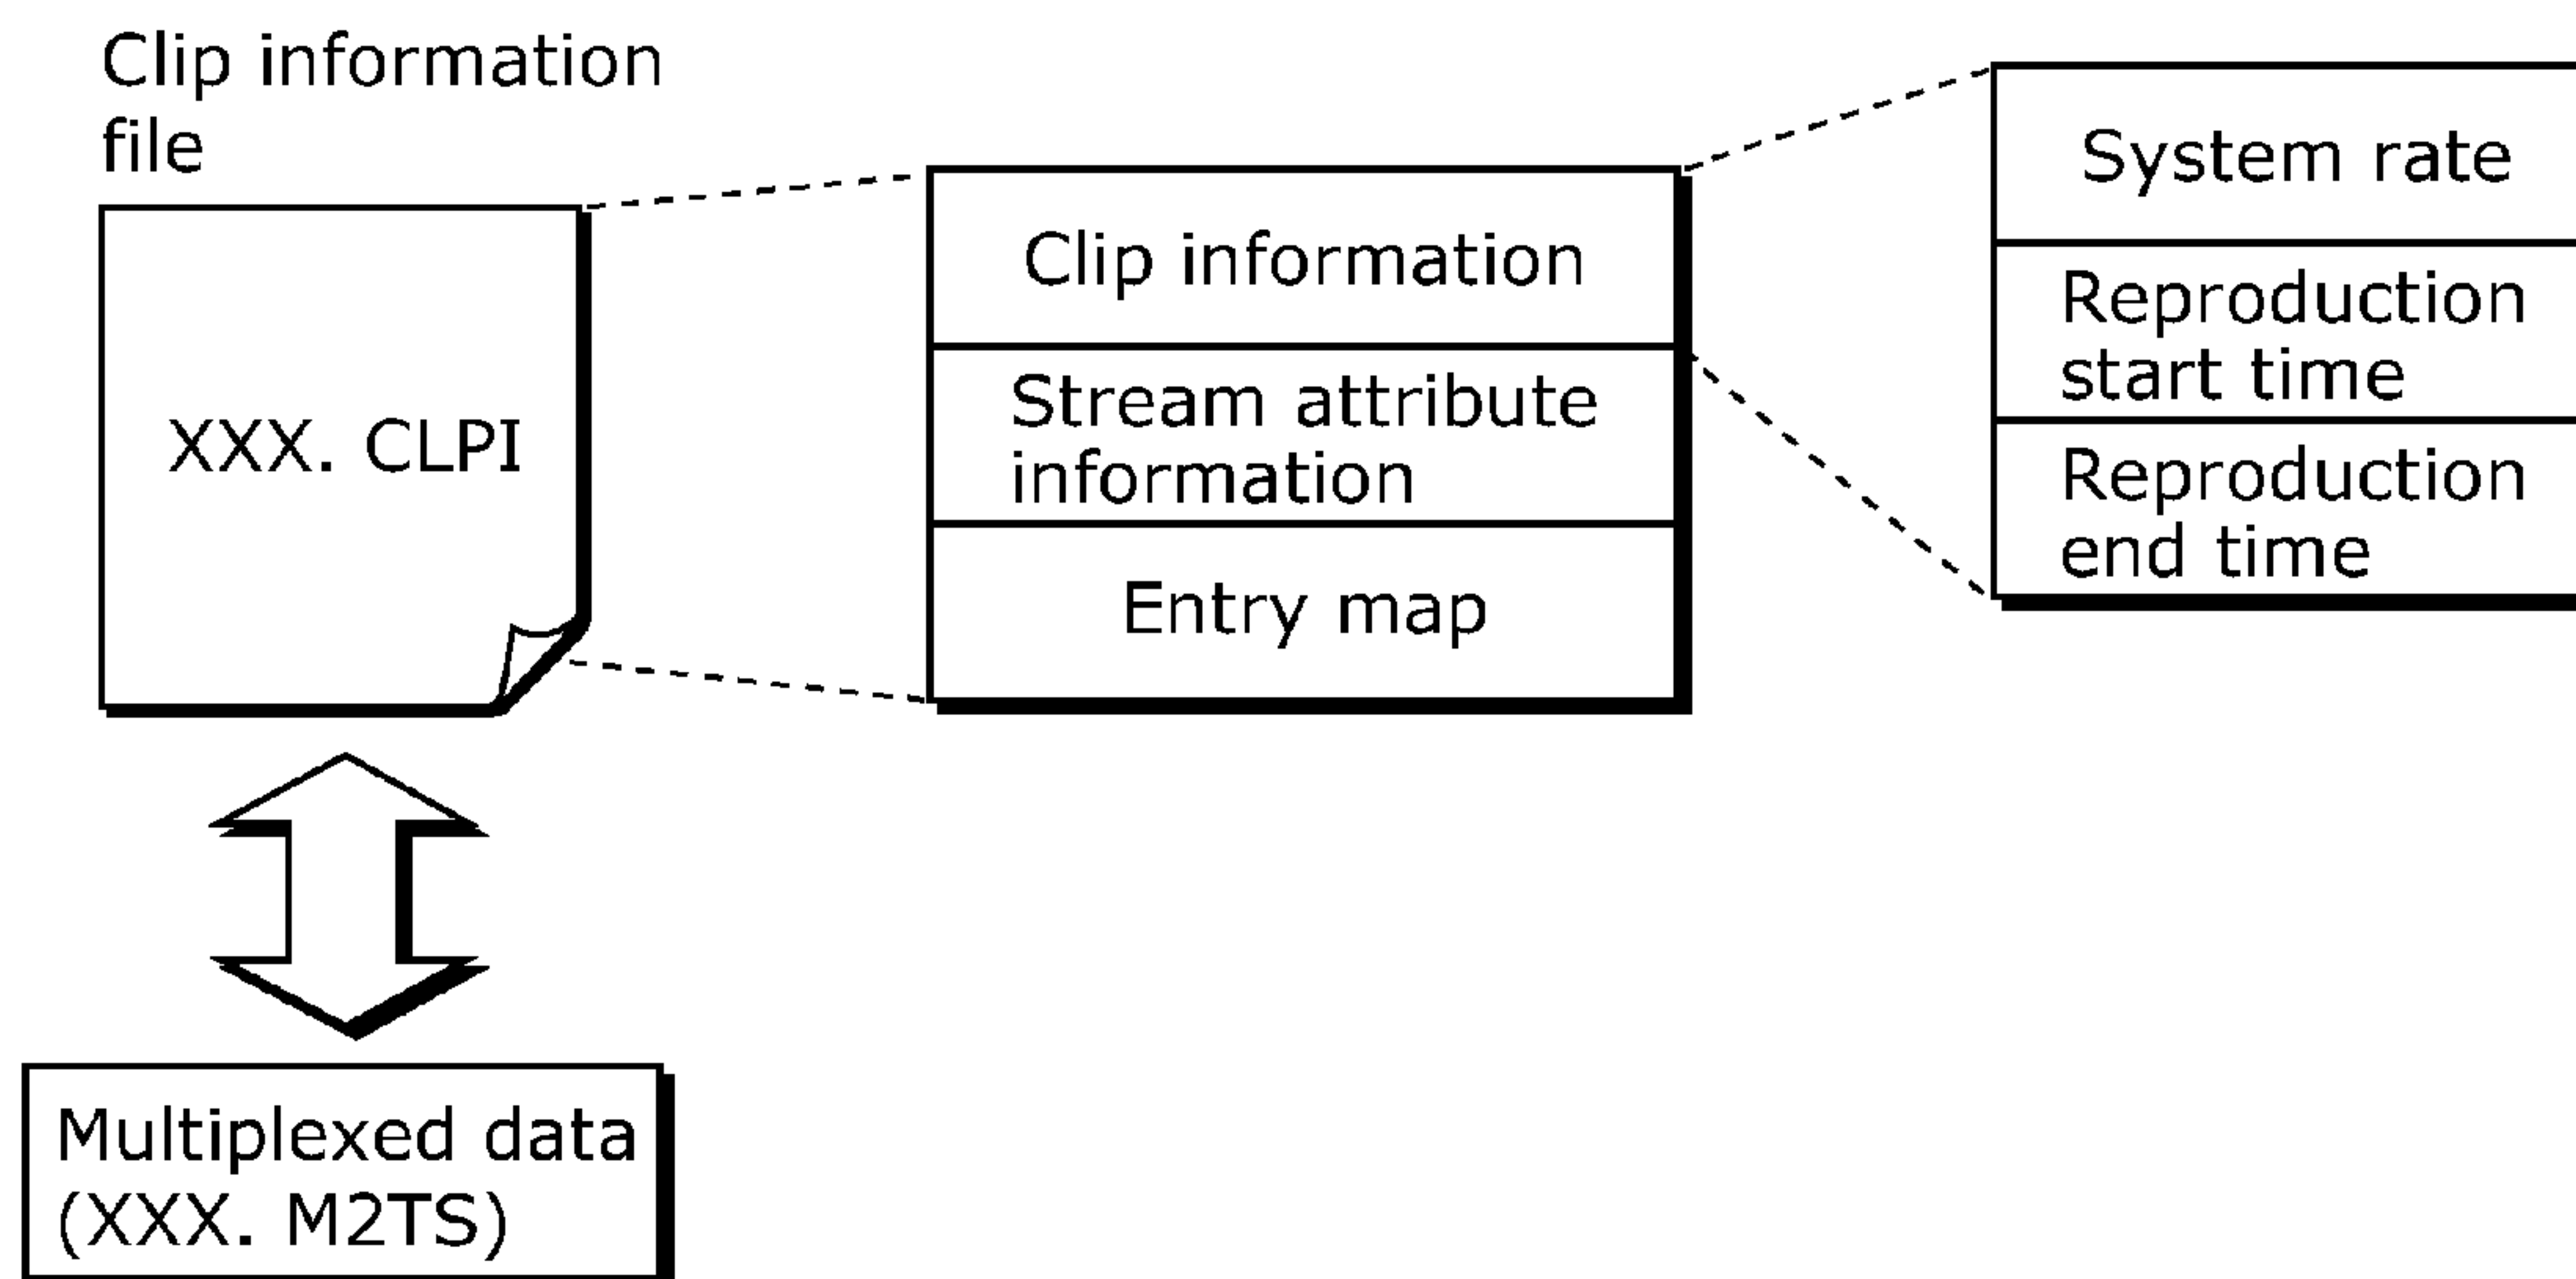 Clip information
file
XXX. CLPI
Clip information
Stream attribute
information
Entry map
System rate
Reproduction
start time
Reproduction
end time
Multiplexed data
(XXX. M2TS)